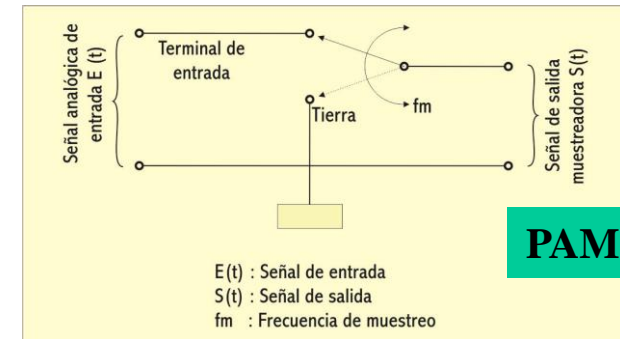 Señal analógica de
entrada E (t)
Terminal de
entrada
Tierra
fm
Señal de salida
muestreadora S(t)
PAM
E(t) : Señal de entrada
S(t) : Señal de salida
fm : Frecuencia de muestreo